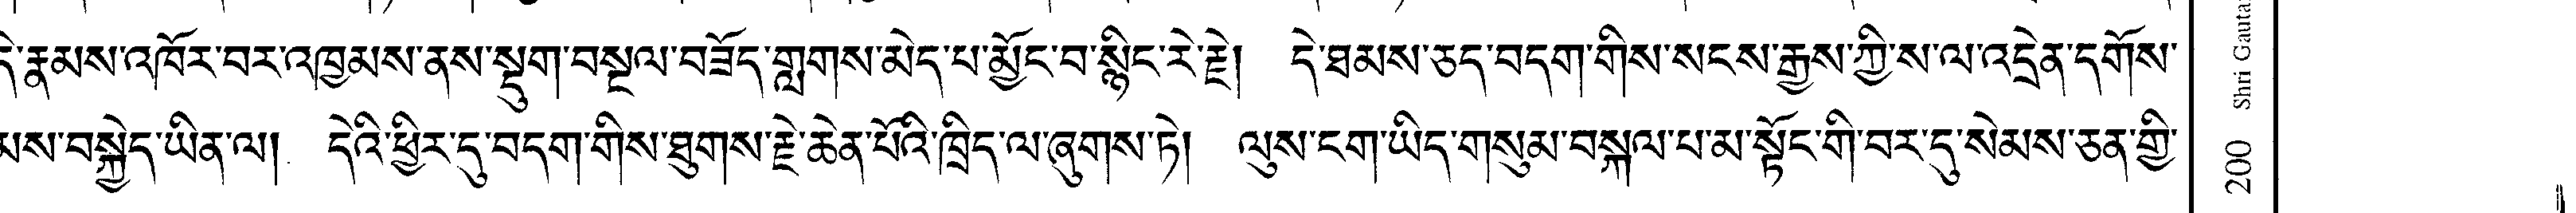 དེ་རྣམས་འཁོར་བར་འཁྱམས་ནས་སྡུག་བསྔལ་བཟོད་གླགས་མེད་པ་མྱོང་བ་སྙིང་རེ་རྗེ། དེ་ཐམས་ཅད་བདག་གིས་སངས་རྒྱས་ཀྱི་ས་ལ་འདྲེན་དགོས་
མས་བསྐྱེད་ཡིན་ལ། དེའི་ཕྱིར་དུ་བདག་གིས་ཐུགས་རྗེ་ཆེན་པོའི་ཁྲིད་ལ་ཞུགས་ཏེ། ལུས་ངག་ཡིད་གསུམ་བསྐལ་པ་མ་སྟོང་གི་བར་དུ་སེམས་ཅན་གྱི་
200 Shri